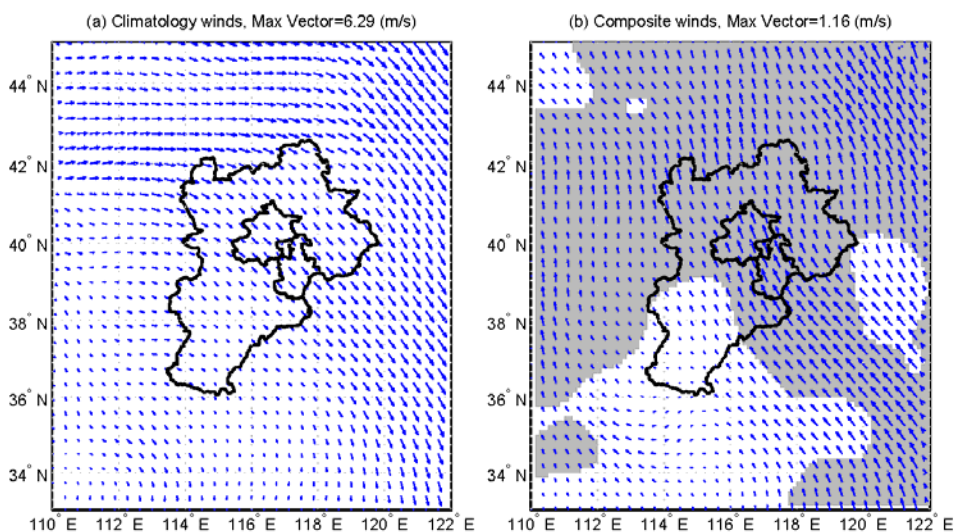 (a) Climatology winds, Max Vector=6.29 (m/s)
(b) Composite winds, Max Vector=1.16 (m/s)
44° N
42° N
40° N
38° N
36° N
34° N
110° E 112° E 114° E 116° E 118° E 120° E 122° E
44° N
42° N
40° N
38° N
36° N
34° N
110° E 112° E 114° E 116° E 118° E 120° E 122° E